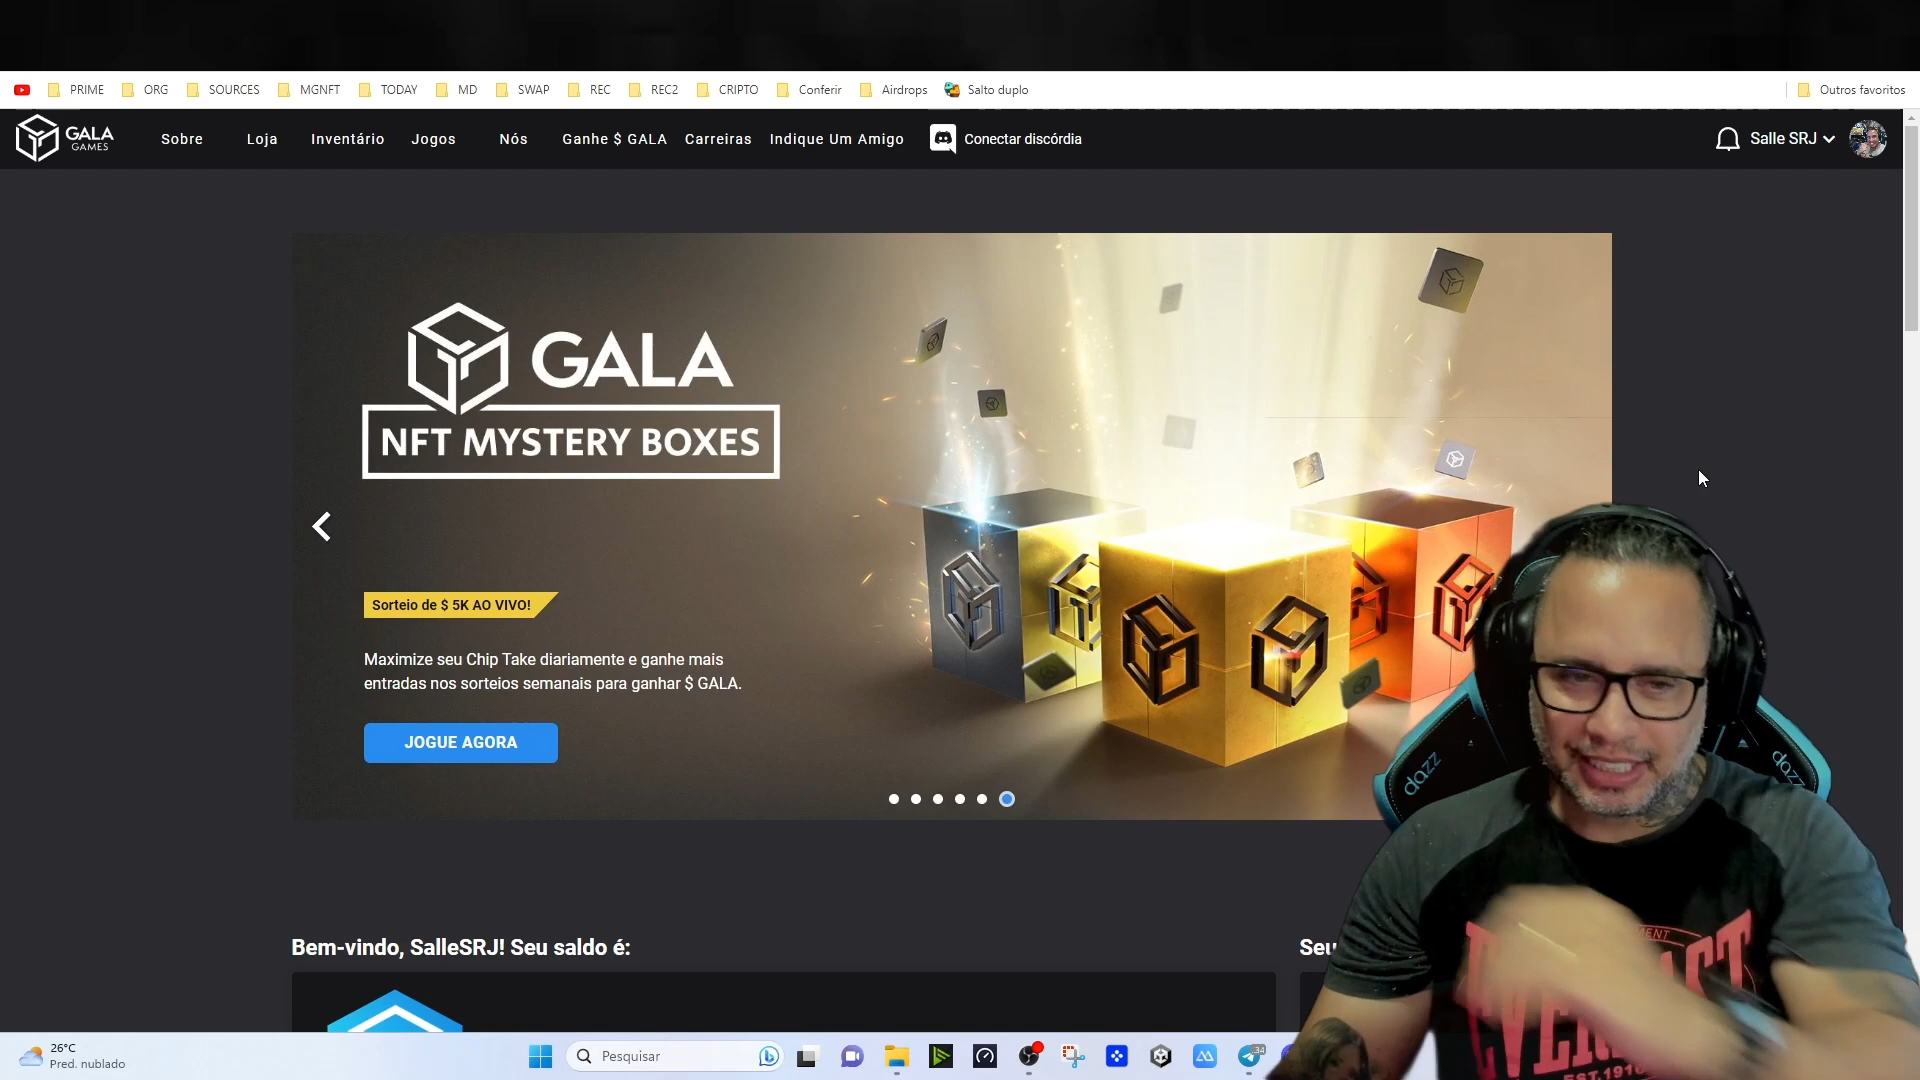 PRIME ORG SOURCES MGNFT TODAY MD SWAP REC REC2 CRIPTO Conferir Airdrops Salto duplo Outros favoritos
GALA
GAMES
Sobre Loja Inventário Jogos Nós Ganhe $ GALA Carreiras Indique Um Amigo Conectar discórdia Salle SRJ
GALA
NFT MYSTERY BOXES
Sorteio de $ 5K AO VIVO!
Maximize seu Chip Take diariamente e ganhe mais
entradas nos sorteios semanais para ganhar $ GALA.
JOGUE AGORA
dazz
dazz
Bem-vindo, SalleSRJ! Seu saldo é:
Seu
26°C
Pred. nublado
Pesquisar
34
EST.1910